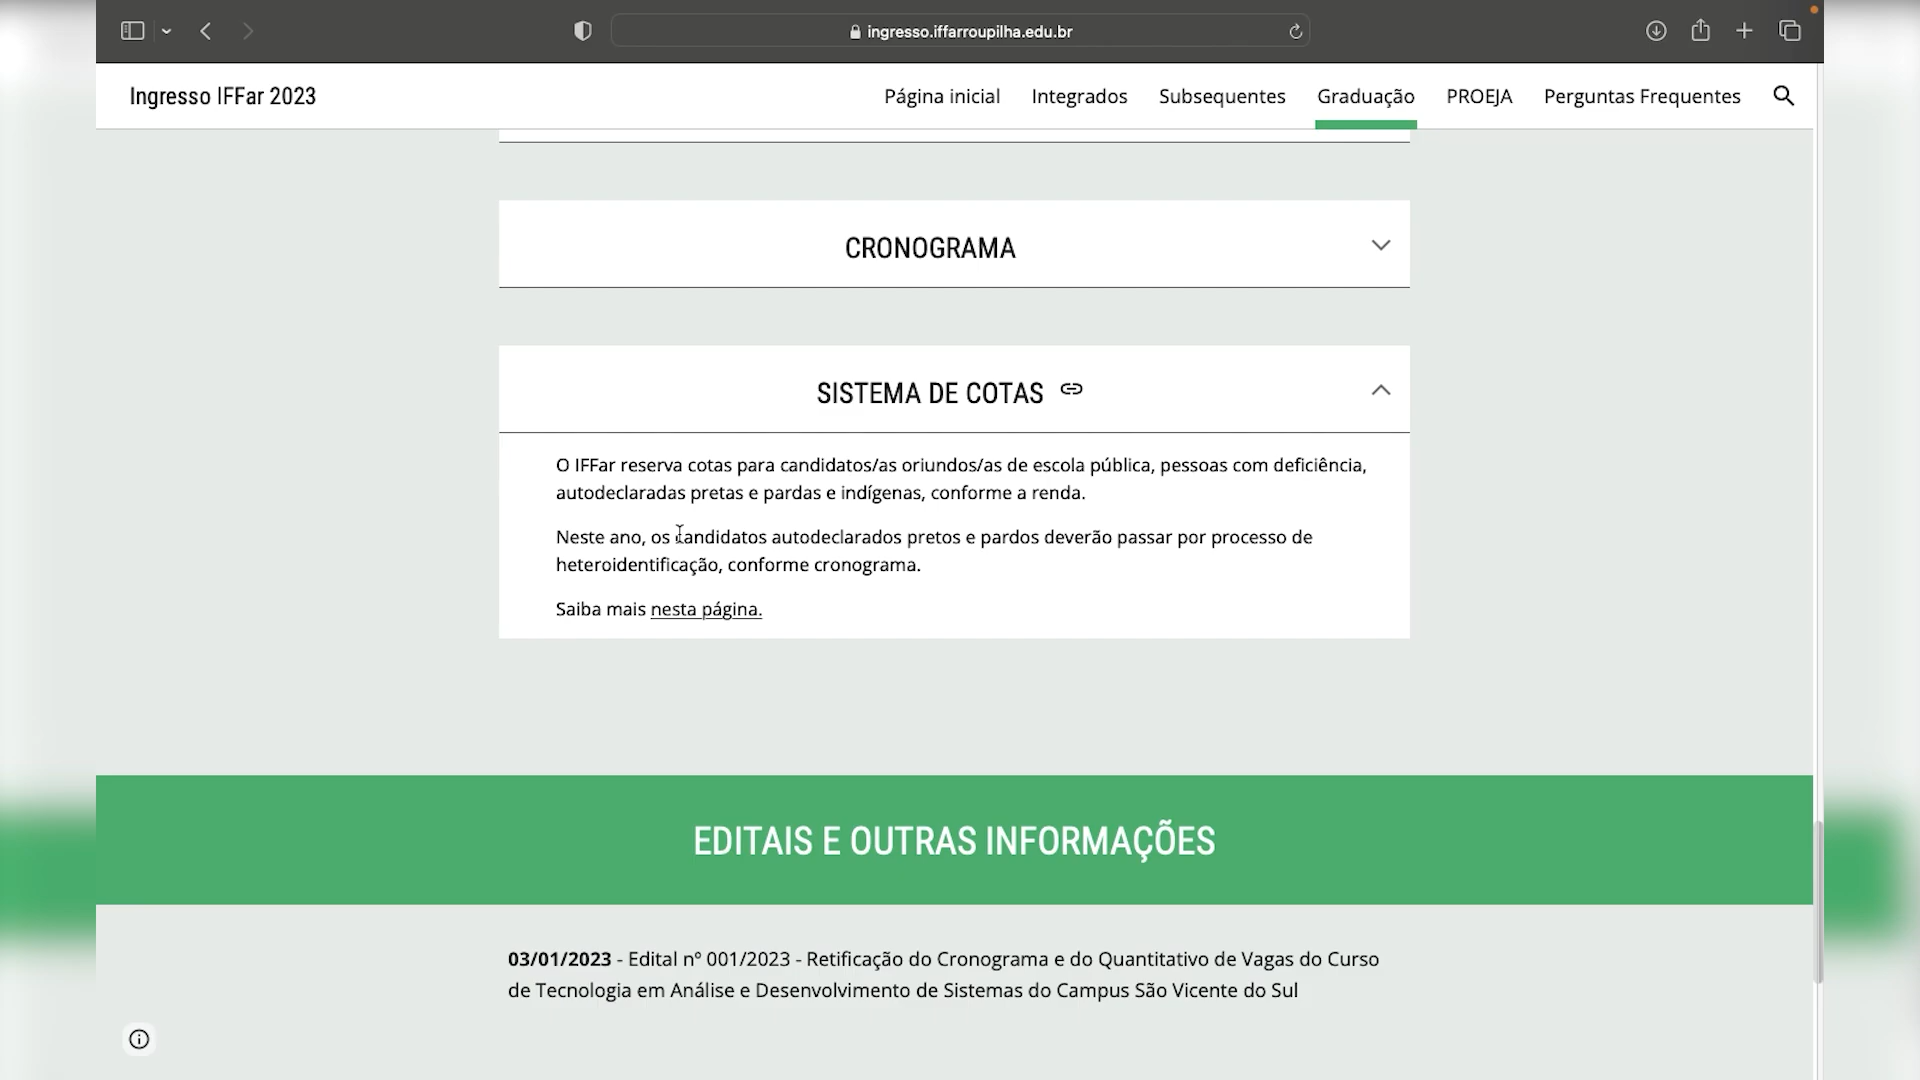 ingresso.iffarroupilha.edu.br
Ingresso IFFar 2023
Página inicial
Integrados
Subsequentes
Graduação
PROEJA
Perguntas Frequentes
CRONOGRAMA
SISTEMA DE COTAS
O IFFar reserva cotas para candidatos/as oriundos/as de escola pública, pessoas com deficiência,
autodeclaradas pretas e pardas e indígenas, conforme a renda.
Neste ano, os candidatos autodeclarados pretos e pardos deverão passar por processo de
heteroidentificação, conforme cronograma.
Saiba mais nesta página.
EDITAIS E OUTRAS INFORMAÇÕES
03/01/2023 - Edital nº 001/2023 - Retificação do Cronograma e do Quantitativo de Vagas do Curso
de Tecnologia em Análise e Desenvolvimento de Sistemas do Campus São Vicente do Sul